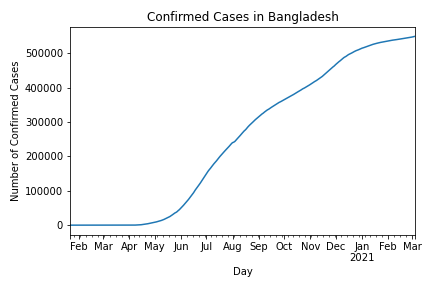 Confirmed Cases in Bangladesh
Number of Confirmed Cases
500000
400000
300000
200000
100000
0
Feb Mar Apr May Jun Jul Aug Sep Oct Nov Dec Jan Feb Mar
2021
Day